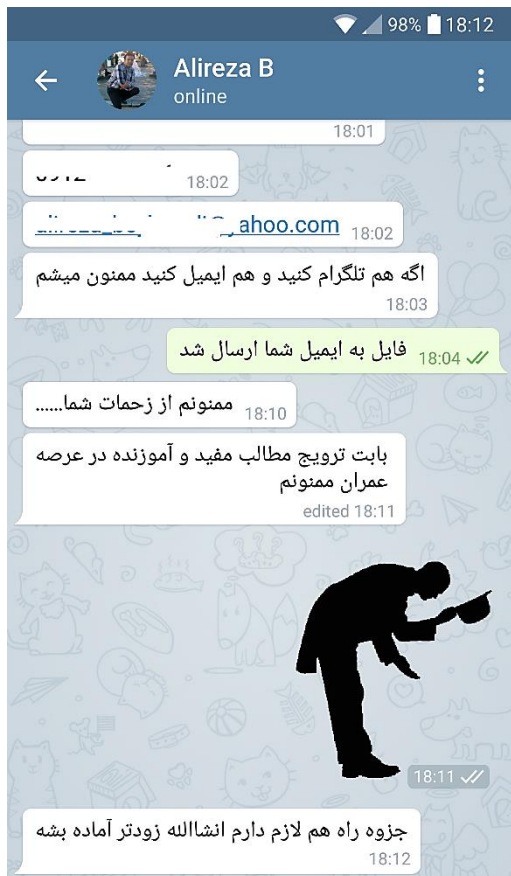 98% 18:12
Alireza B
online
18:01
18:02
ahoo.com 18:02
اگه هم تلگرام کنید و هم ایمیل کنید ممنون میشم
18:03
فایل به ایمیل شما ارسال شد 18:04
ممنونم از زحمات شما...... 18:10
بابت ترویج مطالب مفید و آموزنده در عرصه
عمران ممنونم
edited 18:11
18:11
جزوه راه هم لازم دارم انشاالله زودتر آماده بشه
18:12